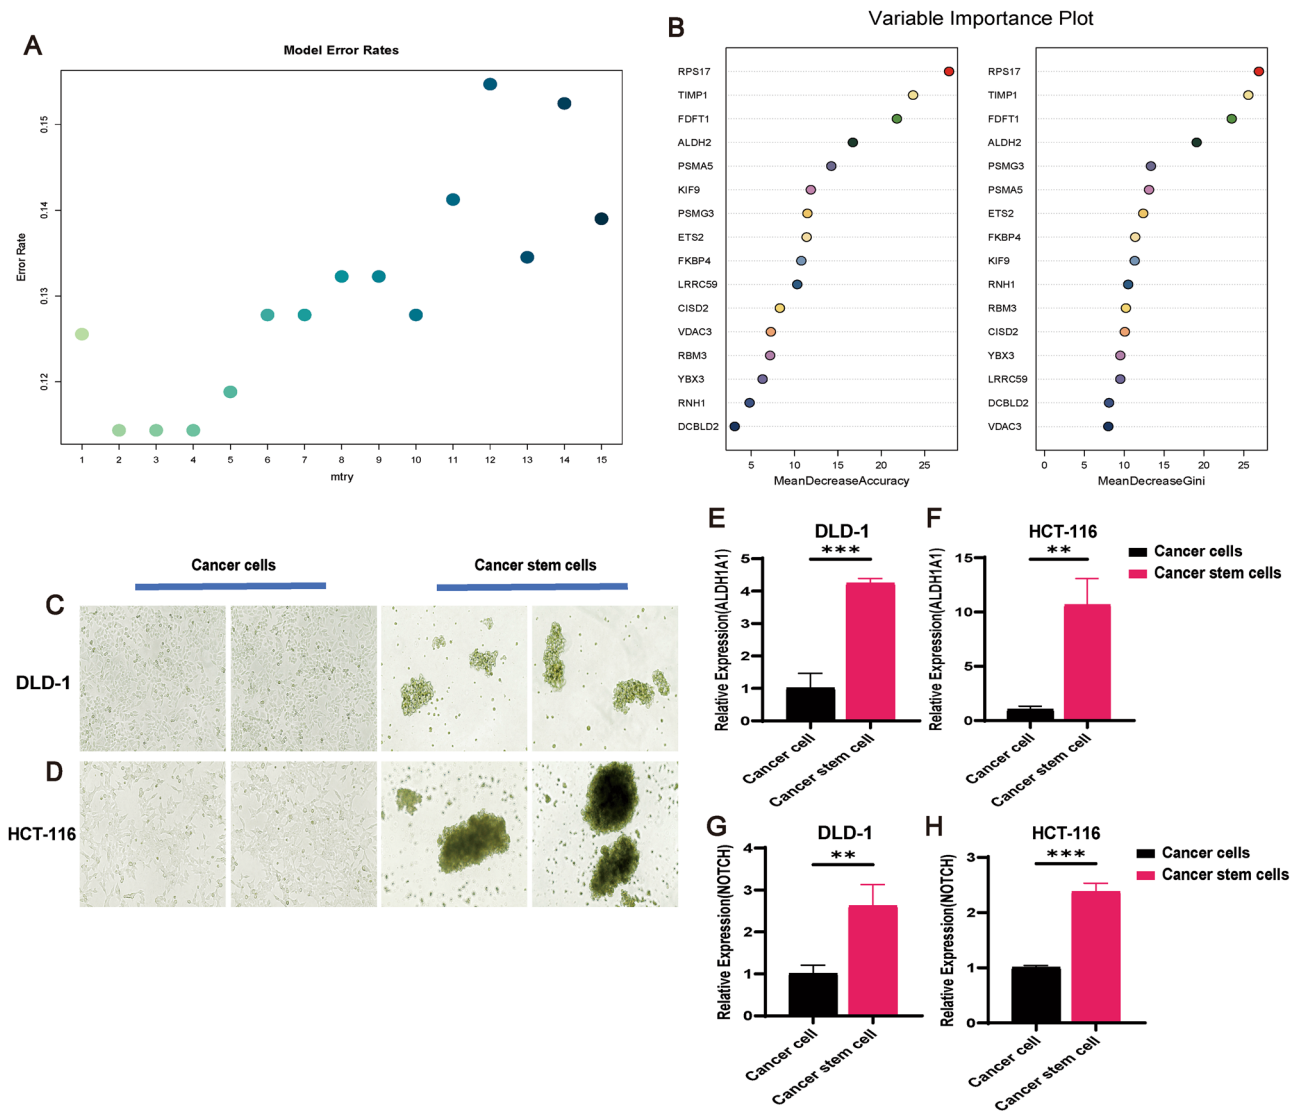 A
Model Error Rates
Error Rate
0.15
0.14
0.13
0.12
1 2 3 4 5 6 7 8 9 10 11 12 13 14 15
mtry
B
Variable Importance Plot
RPS17
TIMP1
FDFT1
ALDH2
PSMA5
KIF9
PSMG3
ETS2
FKBP4
LRRC59
CISD2
VDAC3
RBM3
YBX3
RNH1
DCBLD2
5 10 15 20 25
MeanDecreaseAccuracy
RPS17
TIMP1
FDFT1
ALDH2
PSMG3
PSMA5
ETS2
FKBP4
KIF9
RNH1
RBM3
CISD2
YBX3
LRRC59
DCBLD2
VDAC3
0 5 10 15 20 25
MeanDecreaseGini
Cancer cells
Cancer stem cells
C
DLD-1
D
HCT-116
E
DLD-1
***
Relative Expression(ALDH1A1)
5
4
3
2
1
0
Cancer cell
Cancer stem cell
F
HCT-116
**
Relative Expression(ALDH1A1)
15
10
5
0
Cancer cell
Cancer stem cell
Cancer cells
Cancer stem cells
G
DLD-1
**
Relative Expression(NOTCH)
4
3
2
1
0
Cancer cell
Cancer stem cell
H
HCT-116
***
Relative Expression(NOTCH)
3
2
1
0
Cancer cell
Cancer stem cell
Cancer cells
Cancer stem cells